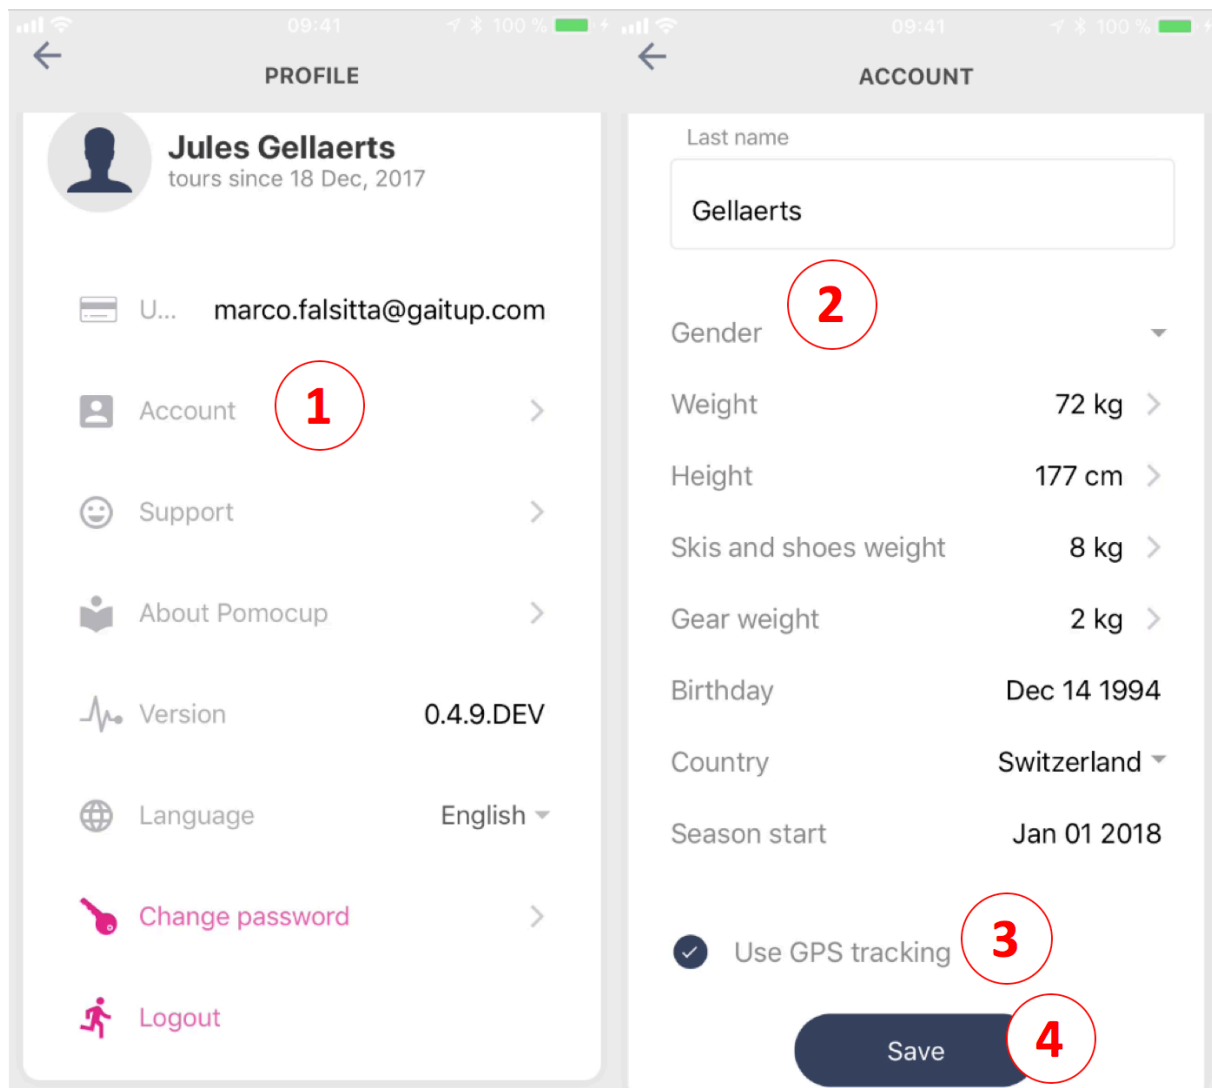 09:41
100 %
PROFILE
Jules Gellaerts
tours since 18 Dec, 2017
U... marco.falsitta@gaitup.com
Account
1
Support
About Pomocup
Version 0.4.9.DEV
Language English
Change password
Logout
09:41
100 %
ACCOUNT
Last name
Gellaerts
2
Gender
Weight 72 kg
Height 177 cm
Skis and shoes weight 8 kg
Gear weight 2 kg
Birthday Dec 14 1994
Country Switzerland
Season start Jan 01 2018
Use GPS tracking
3
Save
4